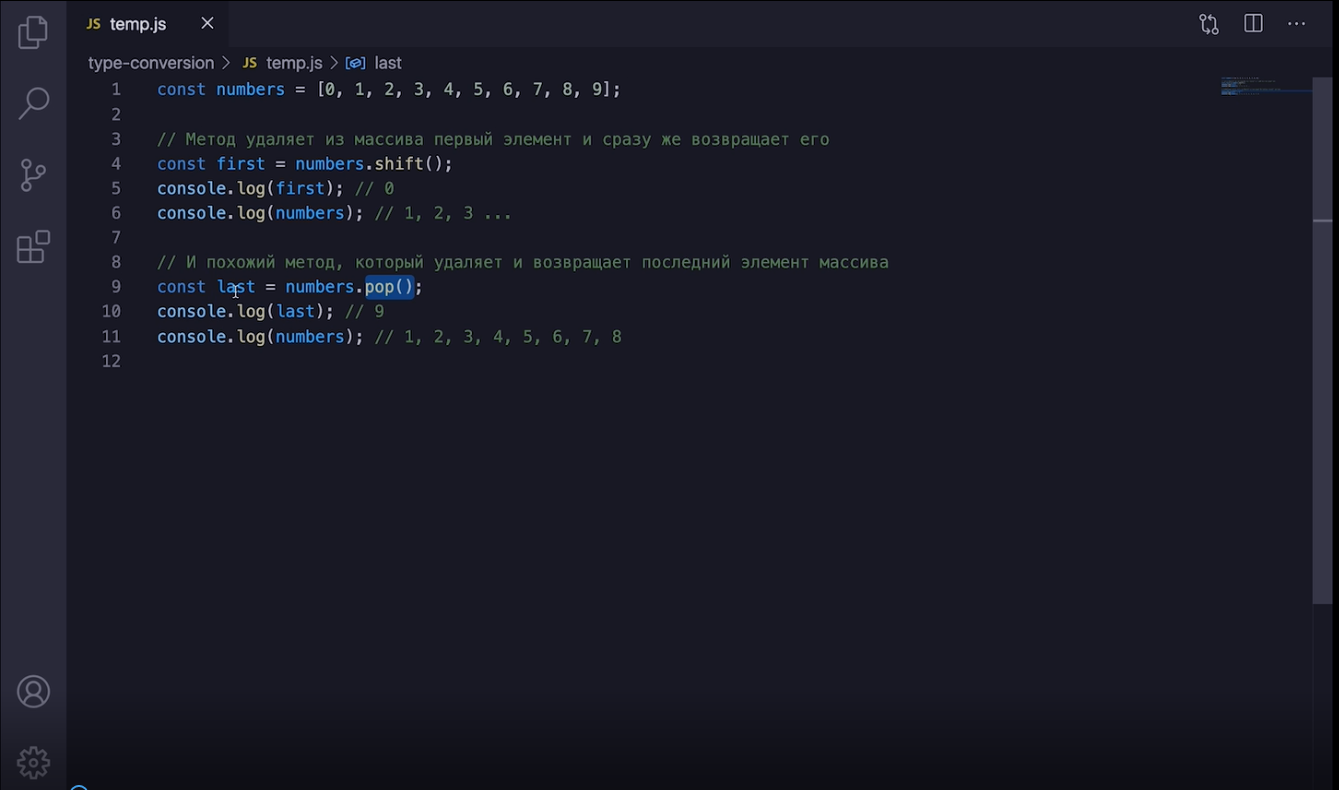 JS temp.js
type-conversion > JS temp.js > last
1 const numbers = [0, 1, 2, 3, 4, 5, 6, 7, 8, 9];
2
3 // Метод удаляет из массива первый элемент и сразу же возвращает его
4 const first = numbers.shift();
5 console.log(first); // 0
6 console.log(numbers); // 1, 2, 3 ...
7
8 // И похожий метод, который удаляет и возвращает последний элемент массива
9 const last = numbers.pop();
10 console.log(last); // 9
11 console.log(numbers); // 1, 2, 3, 4, 5, 6, 7, 8
12